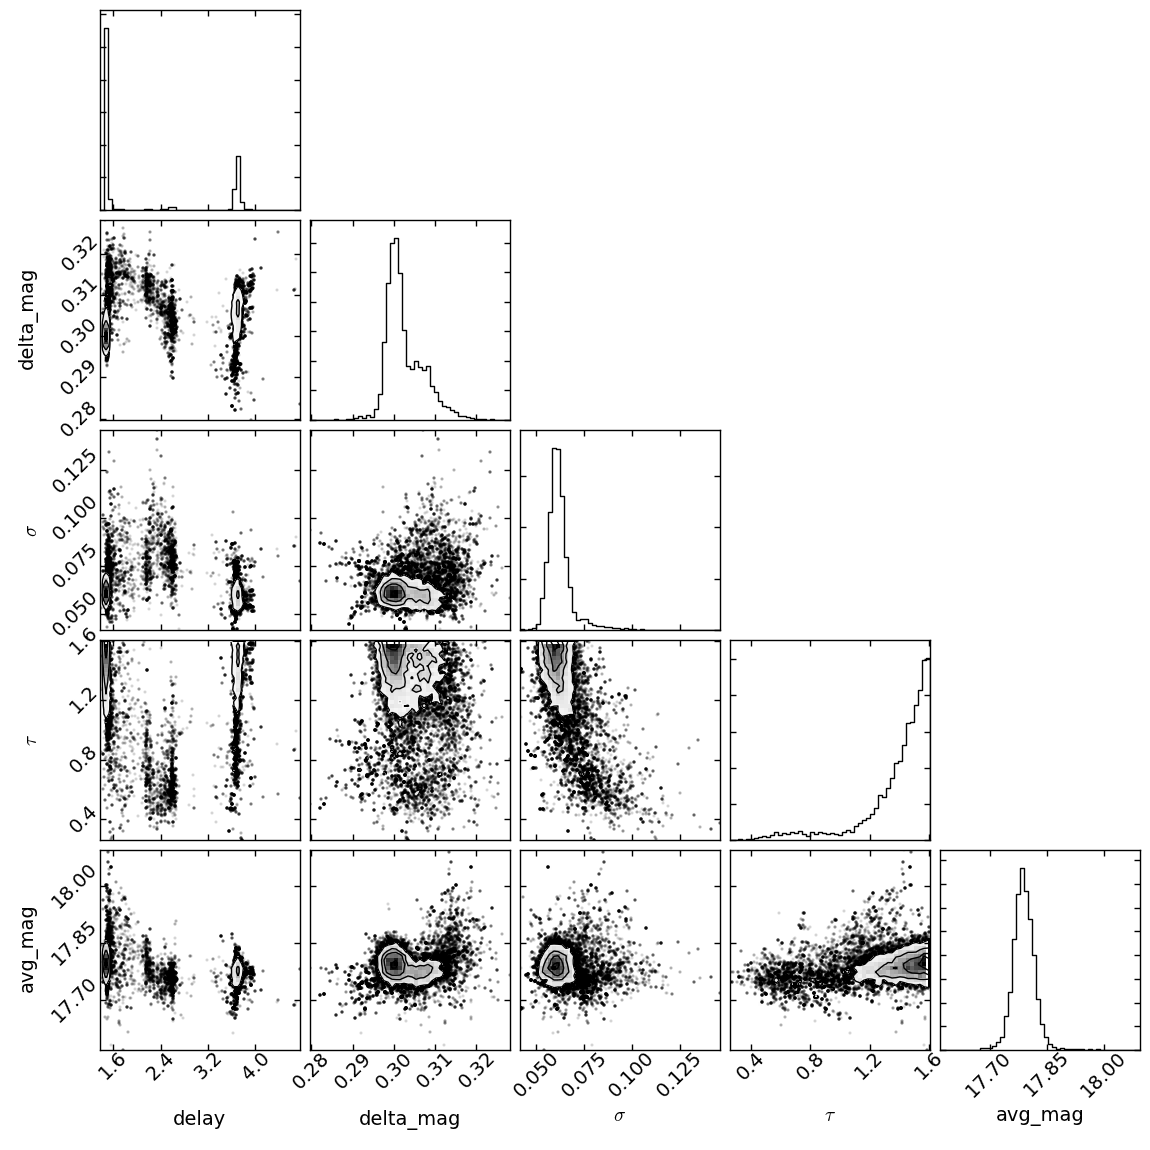 0.32
0.31
0.30
0.29
0.28
delta_mag
0.125
0.100
0.075
0.050
σ
1.6
1.2
0.8
0.4
τ
18.00
17.85
17.70
avg_mag
1.6 2.4 3.2 4.0
0.28 0.29 0.30 0.31 0.32
0.050 0.075 0.100 0.125
0.4 0.8 1.2 1.6
17.70 17.85 18.00
delay delta_mag σ τ avg_mag